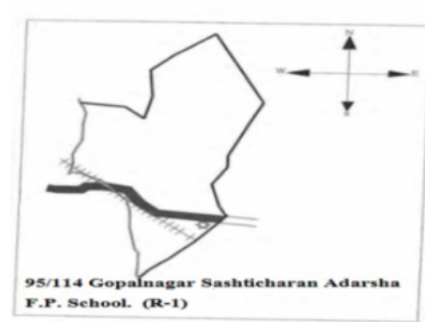 N
W E
S
95/114 Gopalnagar Sashticharan Adarsha
F.P. School. (R-1)